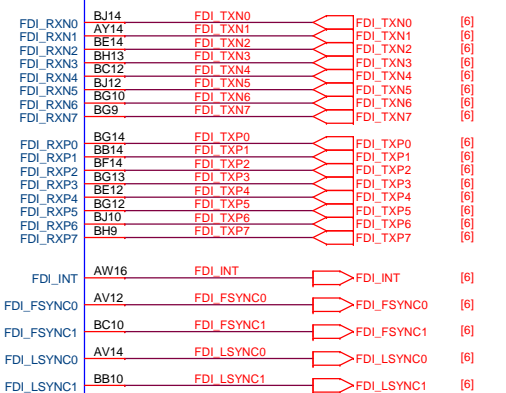 FDI_RXN0 BJ14 FDI_TXN0 FDI_TXN0 [6]
FDI_RXN1 AY14 FDI_TXN1 FDI_TXN1 [6]
FDI_RXN2 BE14 FDI_TXN2 FDI_TXN2 [6]
FDI_RXN3 BH13 FDI_TXN3 FDI_TXN3 [6]
FDI_RXN4 BC12 FDI_TXN4 FDI_TXN4 [6]
FDI_RXN5 BJ12 FDI_TXN5 FDI_TXN5 [6]
FDI_RXN6 BG10 FDI_TXN6 FDI_TXN6 [6]
FDI_RXN7 BG9 FDI_TXN7 FDI_TXN7 [6]
FDI_RXP0 BG14 FDI_TXP0 FDI_TXP0 [6]
FDI_RXP1 BB14 FDI_TXP1 FDI_TXP1 [6]
FDI_RXP2 BF14 FDI_TXP2 FDI_TXP2 [6]
FDI_RXP3 BG13 FDI_TXP3 FDI_TXP3 [6]
FDI_RXP4 BE12 FDI_TXP4 FDI_TXP4 [6]
FDI_RXP5 BG12 FDI_TXP5 FDI_TXP5 [6]
FDI_RXP6 BJ10 FDI_TXP6 FDI_TXP6 [6]
FDI_RXP7 BH9 FDI_TXP7 FDI_TXP7 [6]
FDI_INT AW16 FDI_INT FDI_INT [6]
FDI_FSYNC0 AV12 FDI_FSYNC0 FDI_FSYNC0 [6]
FDI_FSYNC1 BC10 FDI_FSYNC1 FDI_FSYNC1 [6]
FDI_LSYNC0 AV14 FDI_LSYNC0 FDI_LSYNC0 [6]
FDI_LSYNC1 BB10 FDI_LSYNC1 FDI_LSYNC1 [6]